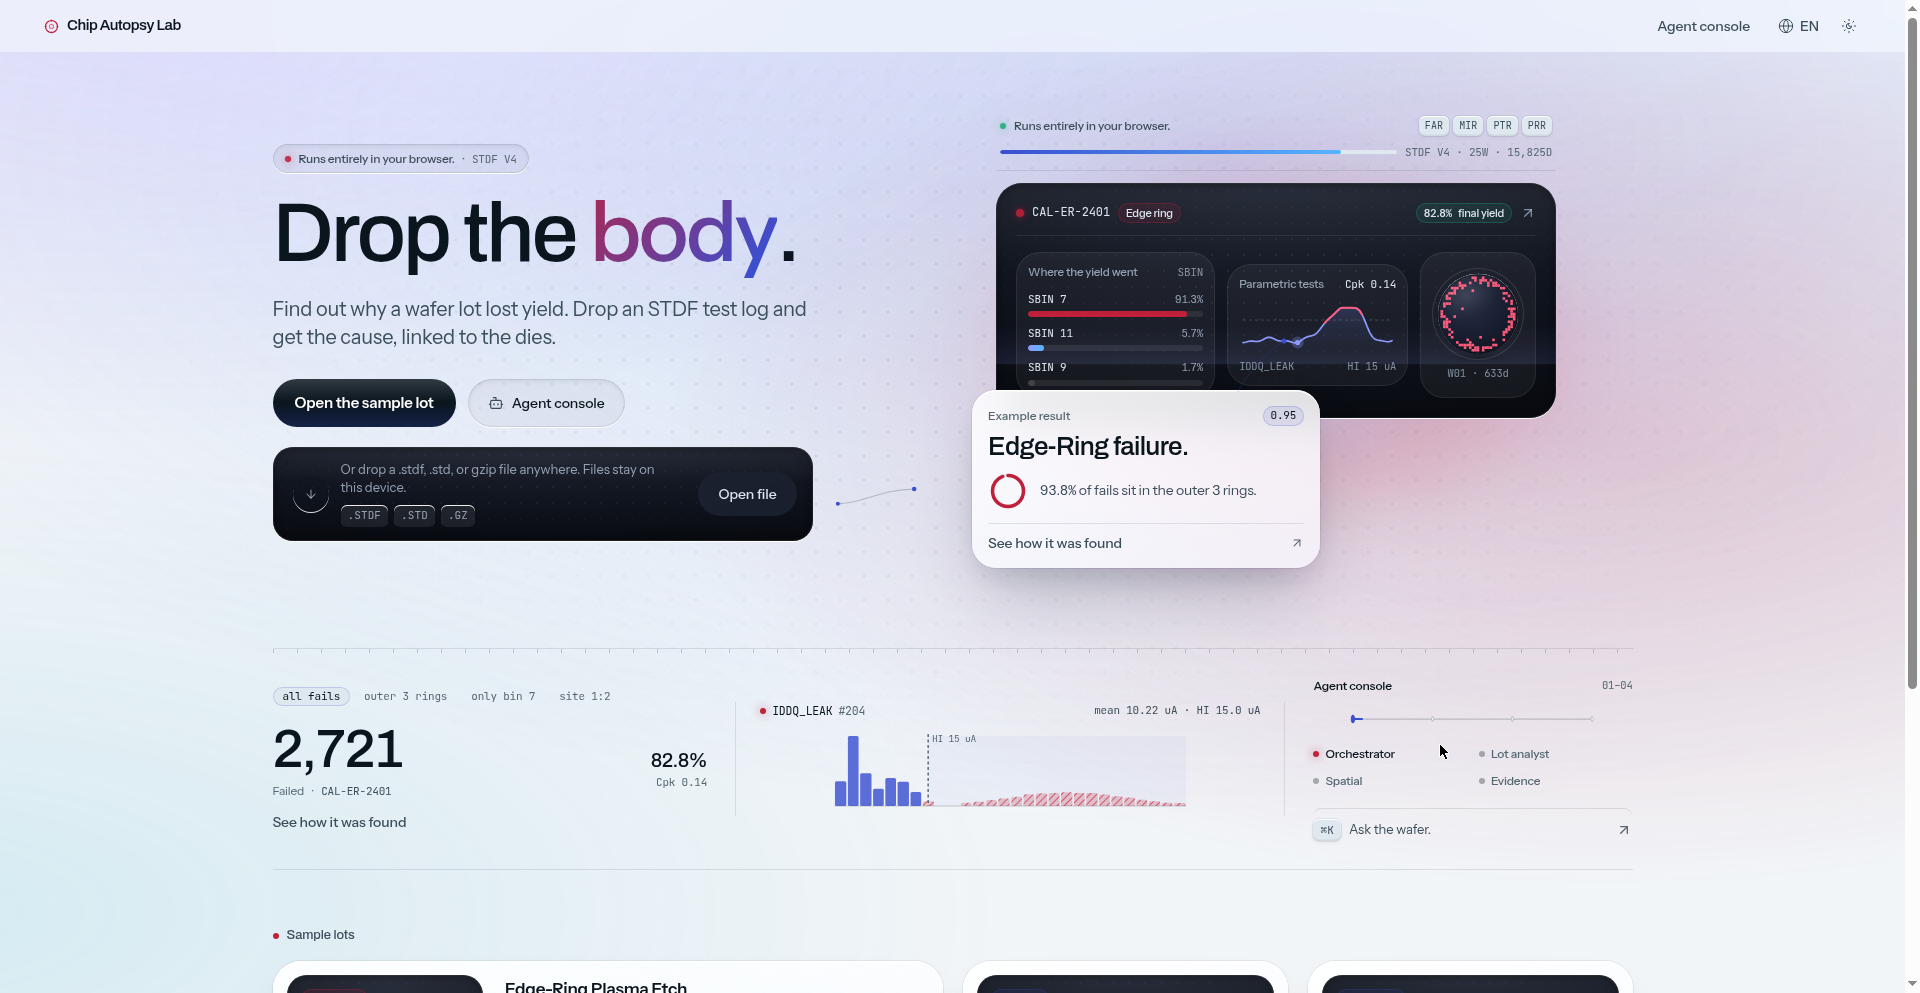 Chip Autopsy Lab
Agent console
EN
Runs entirely in your browser. · STDF V4
Drop the body.
Find out why a wafer lot lost yield. Drop an STDF test log and
get the cause, linked to the dies.
Open the sample lot
Agent console
Or drop a .stdf, .std, or gzip file anywhere. Files stay on
this device.
.STDF .STD .GZ
Open file
Runs entirely in your browser.
FAR MIR PTR PRR
STDF V4 · 25W · 15,825D
CAL-ER-2401 Edge ring
82.8% final yield
Where the yield went SBIN
SBIN 7 91.3%
SBIN 11 5.7%
SBIN 9 1.7%
Parametric tests Cpk 0.14
IDDQ_LEAK HI 15 uA
W01 · 633d
Example result 0.95
Edge-Ring failure.
93.8% of fails sit in the outer 3 rings.
See how it was found
all fails outer 3 rings only bin 7 site 1:2
2,721
82.8%
Cpk 0.14
Failed · CAL-ER-2401
See how it was found
IDDQ_LEAK #204
mean 10.22 uA · HI 15.0 uA
HI 15 uA
Agent console 01–04
Orchestrator Lot analyst
Spatial Evidence
⌘K Ask the wafer.
Sample lots
Edge-Ring Plasma Etch